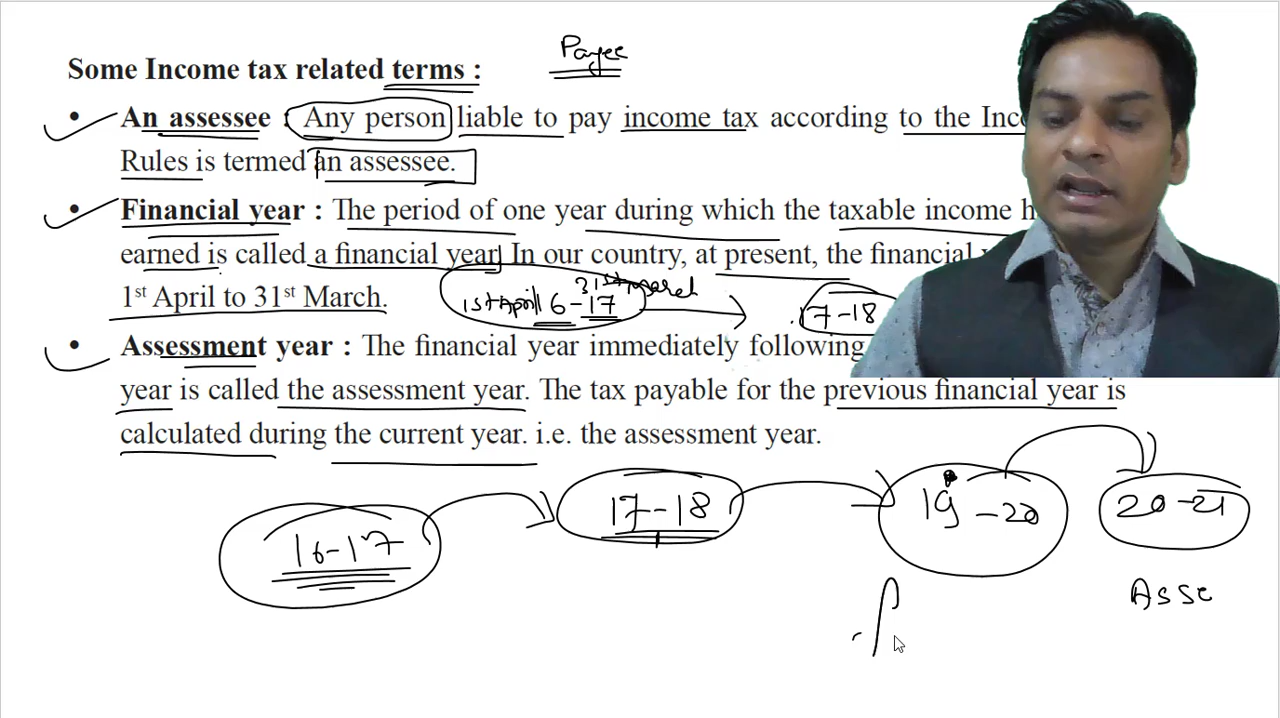 Payee
Some Income tax related terms :
• An assessee : Any person liable to pay income tax according to the Inc
Rules is termed an assessee.
• Financial year : The period of one year during which the taxable income h
earned is called a financial year. In our country, at present, the financial y
1st April to 31st March.
1st April 16-17 31st March
17-18
• Assessment year : The financial year immediately following
year is called the assessment year. The tax payable for the previous financial year is
calculated during the current year. i.e. the assessment year.
16-17 17-18 19-20 20-21
Asse